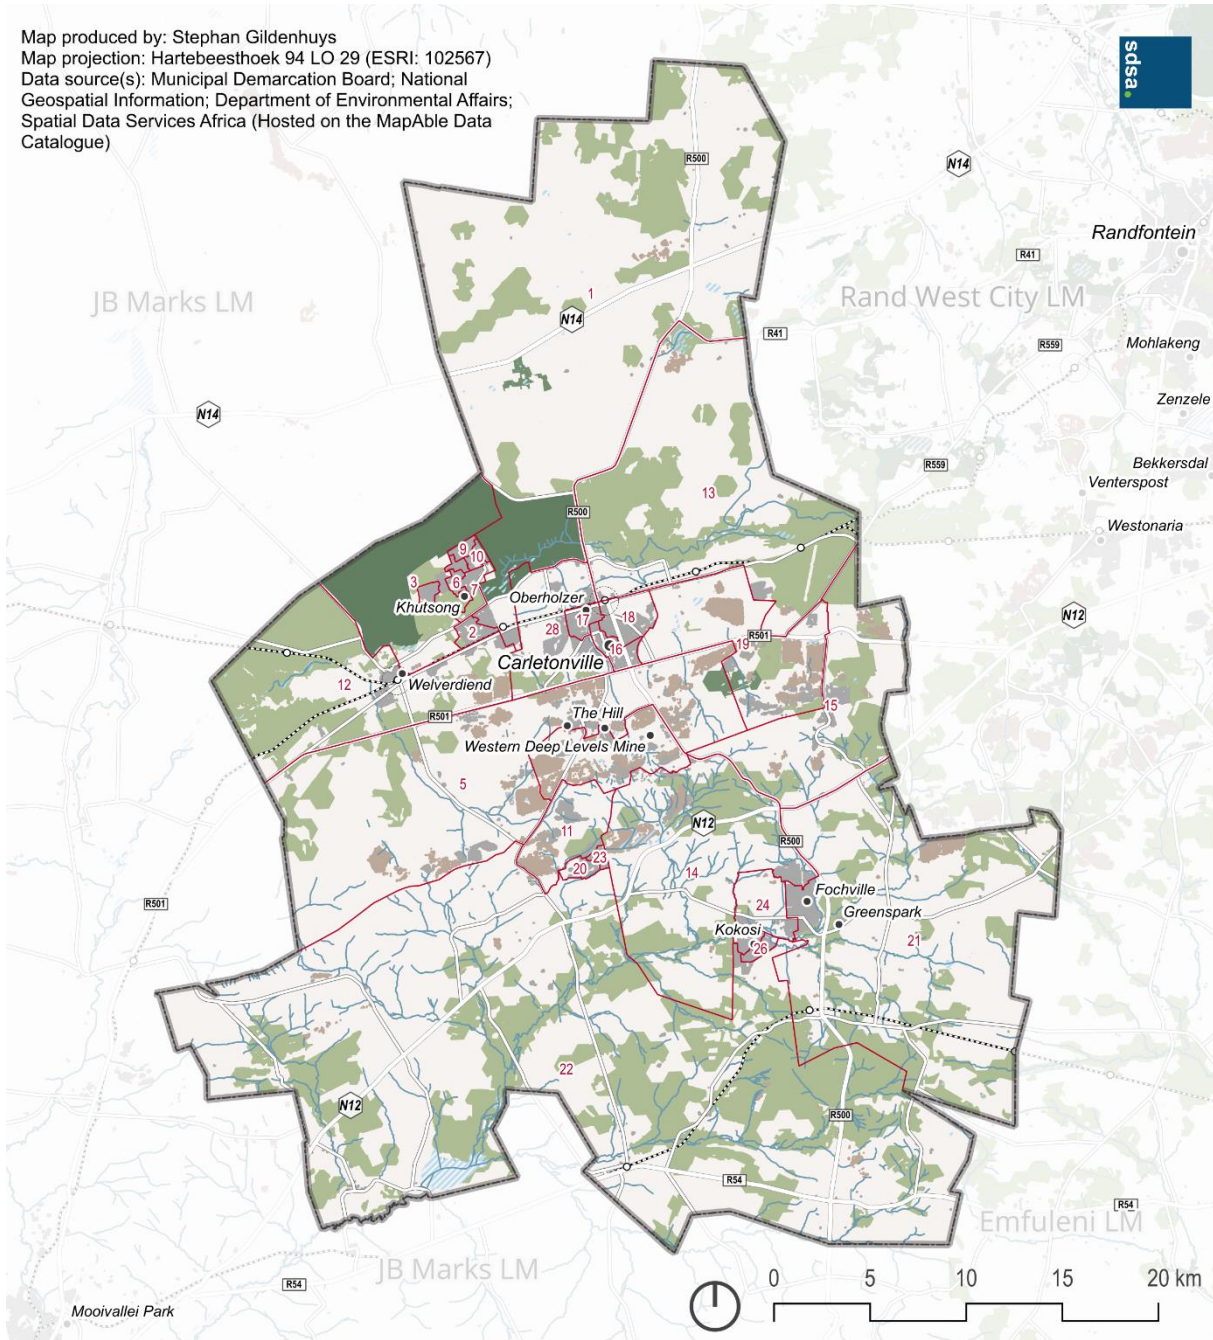 Map produced by: Stephan Gildenhuys
Map projection: Hartebeesthoek 94 LO 29 (ESRI: 102567)
Data source(s): Municipal Demarcation Board; National
Geospatial Information; Department of Environmental Affairs;
Spatial Data Services Africa (Hosted on the MapAble Data
Catalogue)
sdsa.
R500
N14
Randfontein
R41
JB Marks LM
1
Rand West City LM
N14
R41
R559
Mohlakeng
Zenzele
N14
R559
Bekkersdal
Venterspost
13
R500
Westonaria
9
10
3
6
7
Khutsong
Oberholzer
17
18
N12
2
28
R501
19
16
Carletonville
12
Welverdiend
15
R501
The Hill
Western Deep Levels Mine
5
N12
11
R500
23
20
14
Fochville
R501
24
Greenspark
Kokosi
26
21
22
N12
R500
R54
R54
Emfuleni LM
JB Marks LM
R54
0 5 10 15 20 km
Mooivallei Park